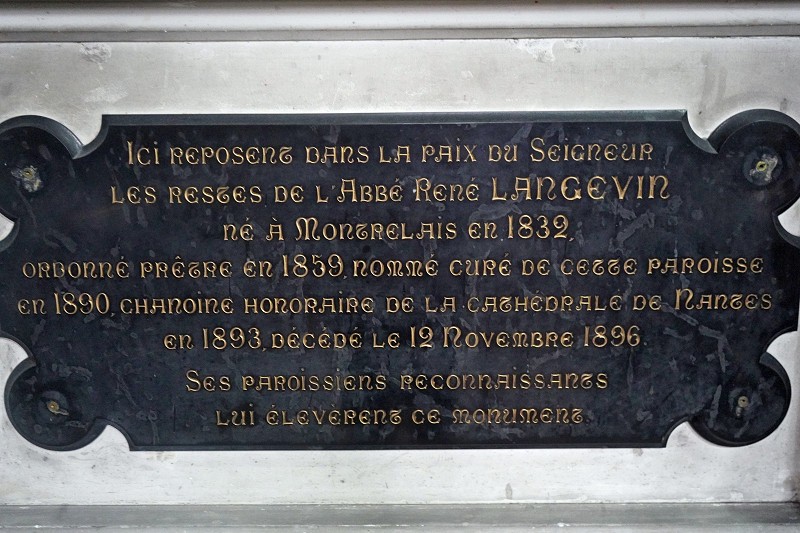 Ici reposent dans la paix du Seigneur
les restes de l'Abbé René LANGEVIN
né à Montrelais en 1832,
ordonné prêtre en 1859, nommé curé de cette paroisse
en 1890, chanoine honoraire de la cathédrale de Nantes
en 1893, décédé le 12 Novembre 1896.
Ses paroissiens reconnaissants
lui élevèrent ce monument.